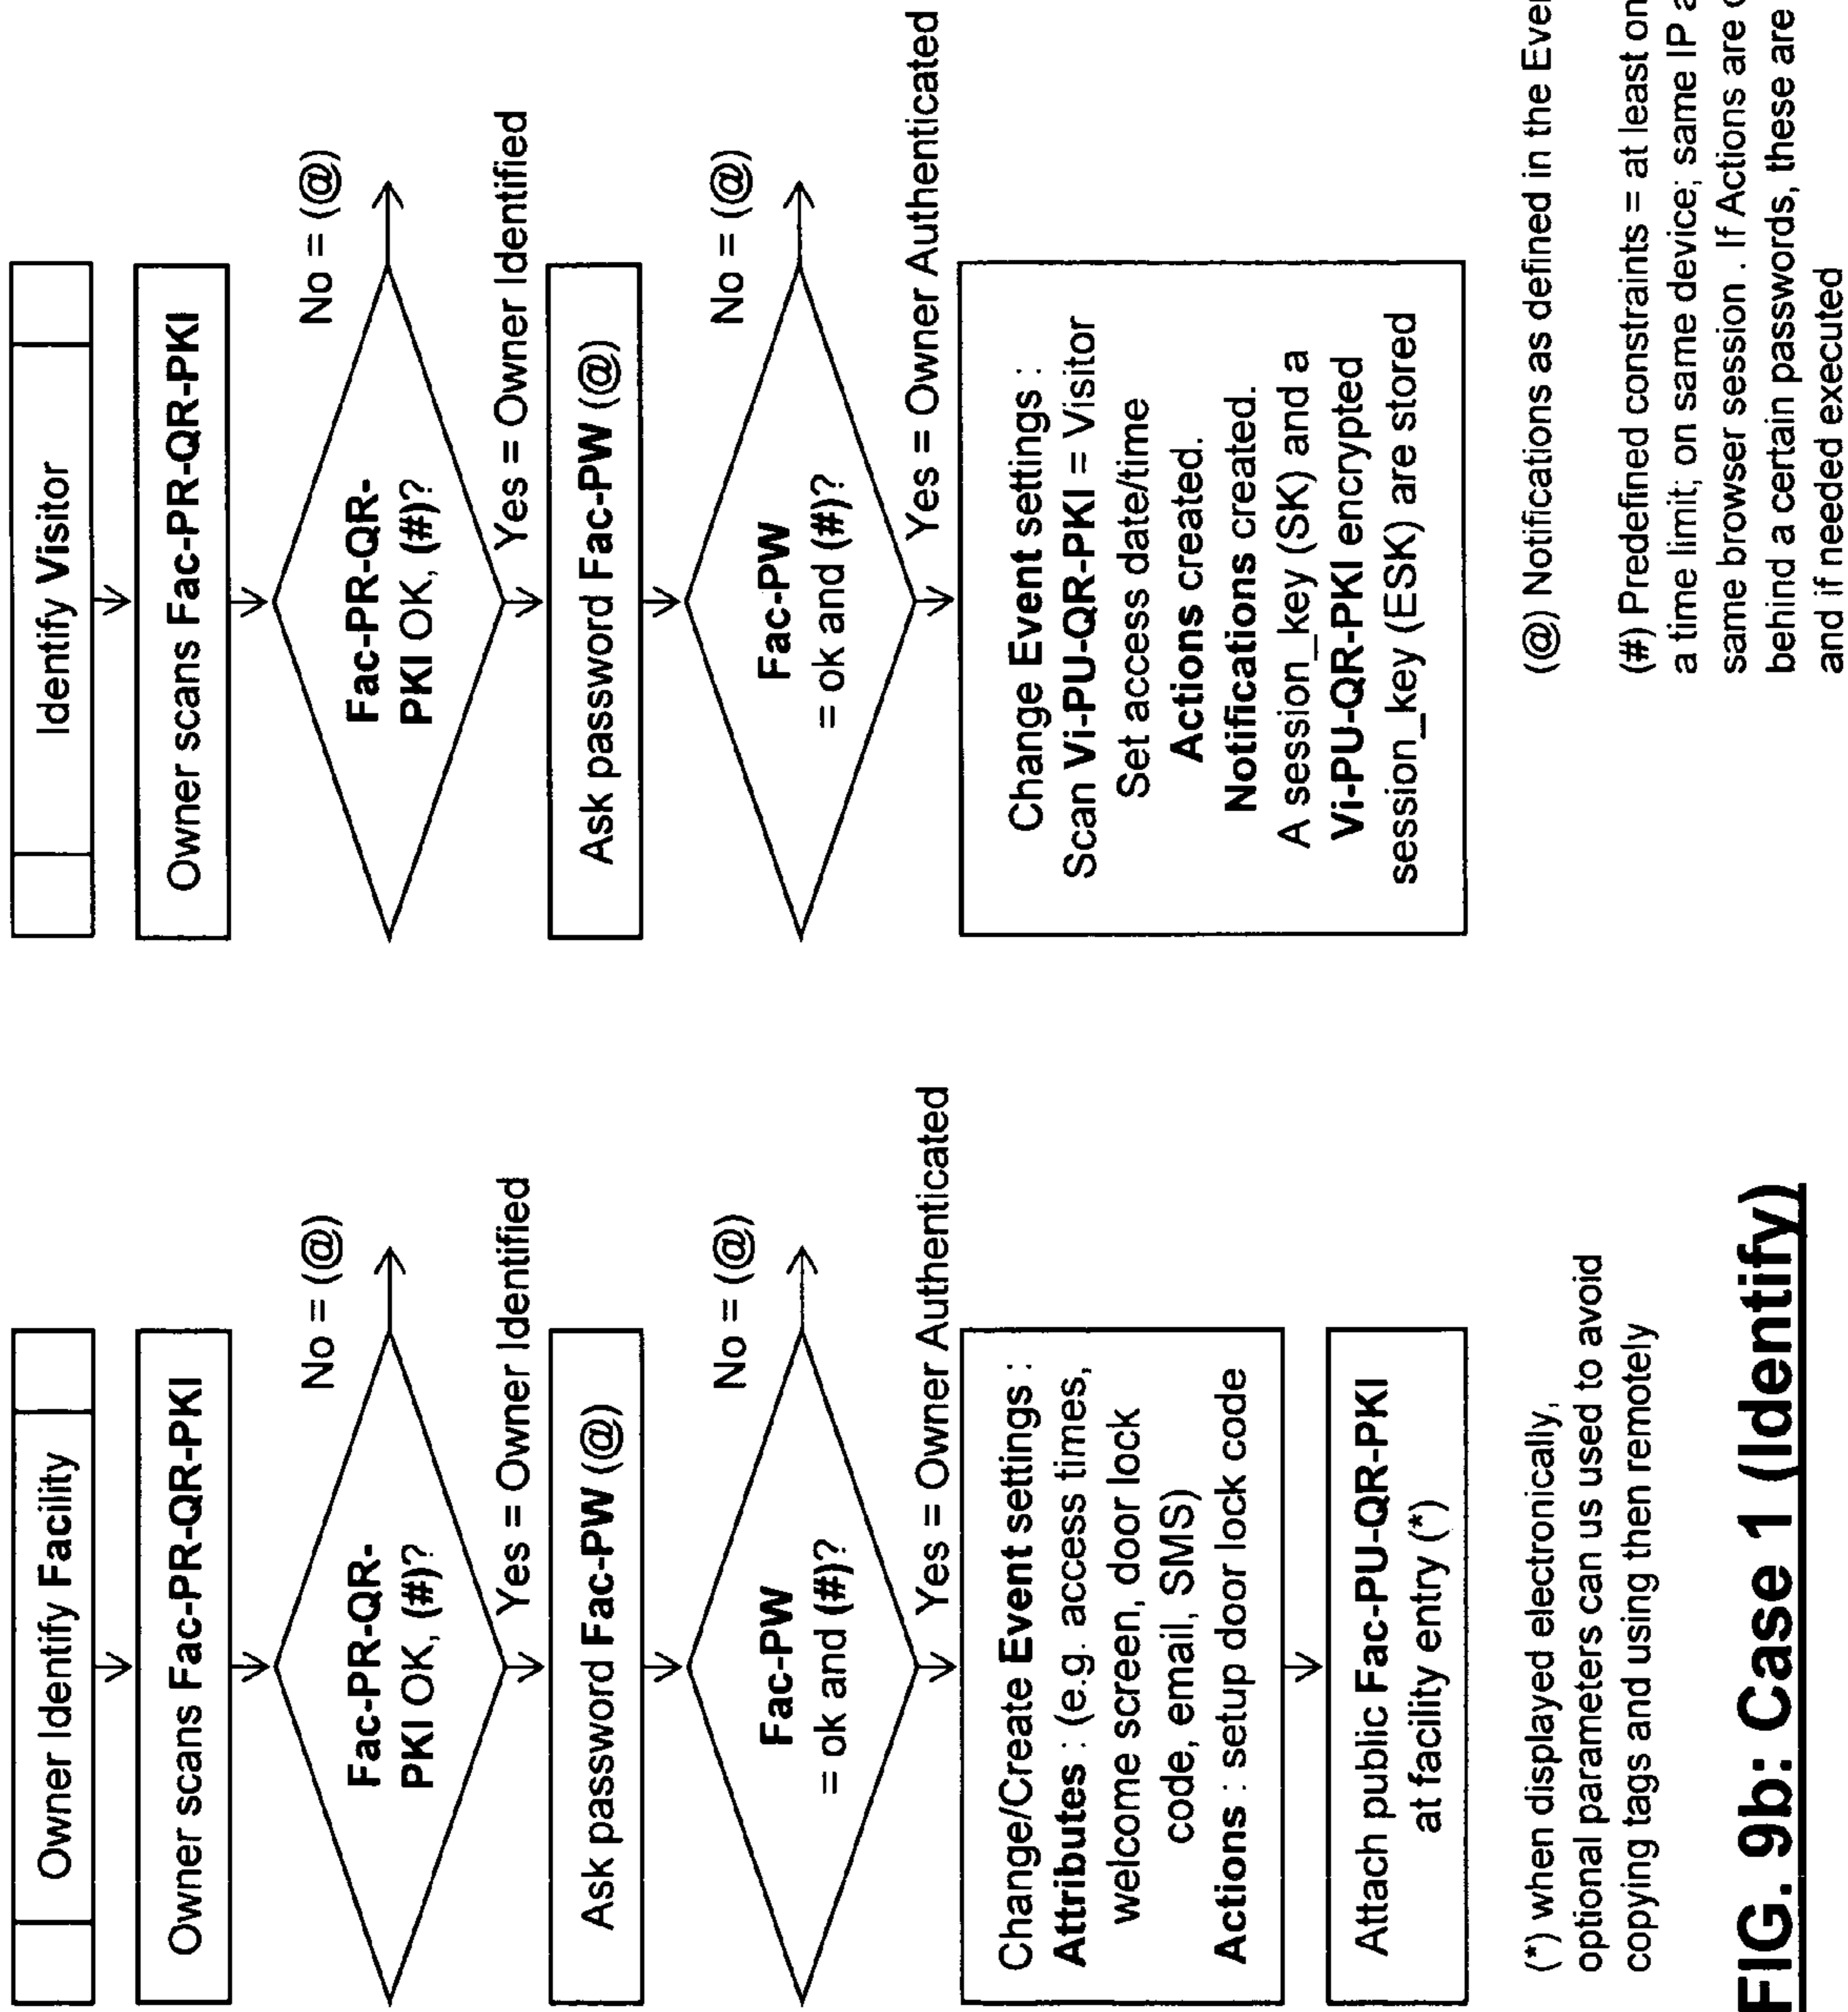 Owner Identify Facility
Owner scans Fac-PR-QR-PKI
Fac-PR-QR-
PKI OK, (#)?
No = (@)
Yes = Owner Identified
Ask password Fac-PW (@)
Fac-PW
= ok and (#)?
No = (@)
Yes = Owner Authenticated
Change/Create Event settings :
Attributes : (e.g. access times,
welcome screen, door lock
code, email, SMS)
Actions : setup door lock code
Attach public Fac-PU-QR-PKI
at facility entry (*)
(*) when displayed electronically,
optional parameters can us used to avoid
copying tags and using then remotely
FIG. 9b: Case 1 (Identify)
Identify Visitor
Owner scans Fac-PR-QR-PKI
Fac-PR-QR-
PKI OK, (#)?
No = (@)
Yes = Owner Identified
Ask password Fac-PW (@)
Fac-PW
= ok and (#)?
No = (@)
Yes = Owner Authenticated
Change Event settings :
Scan Vi-PU-QR-PKI = Visitor
Set access date/time
Actions created.
Notifications created.
A session_key (SK) and a
Vi-PU-QR-PKI encrypted
session_key (ESK) are stored
(@) Notifications as defined in the
(#) Predefined constraints = at least
a time limit; on same device; same IP
same browser session . If Actions are
behind a certain passwords, these are
and if needed executed